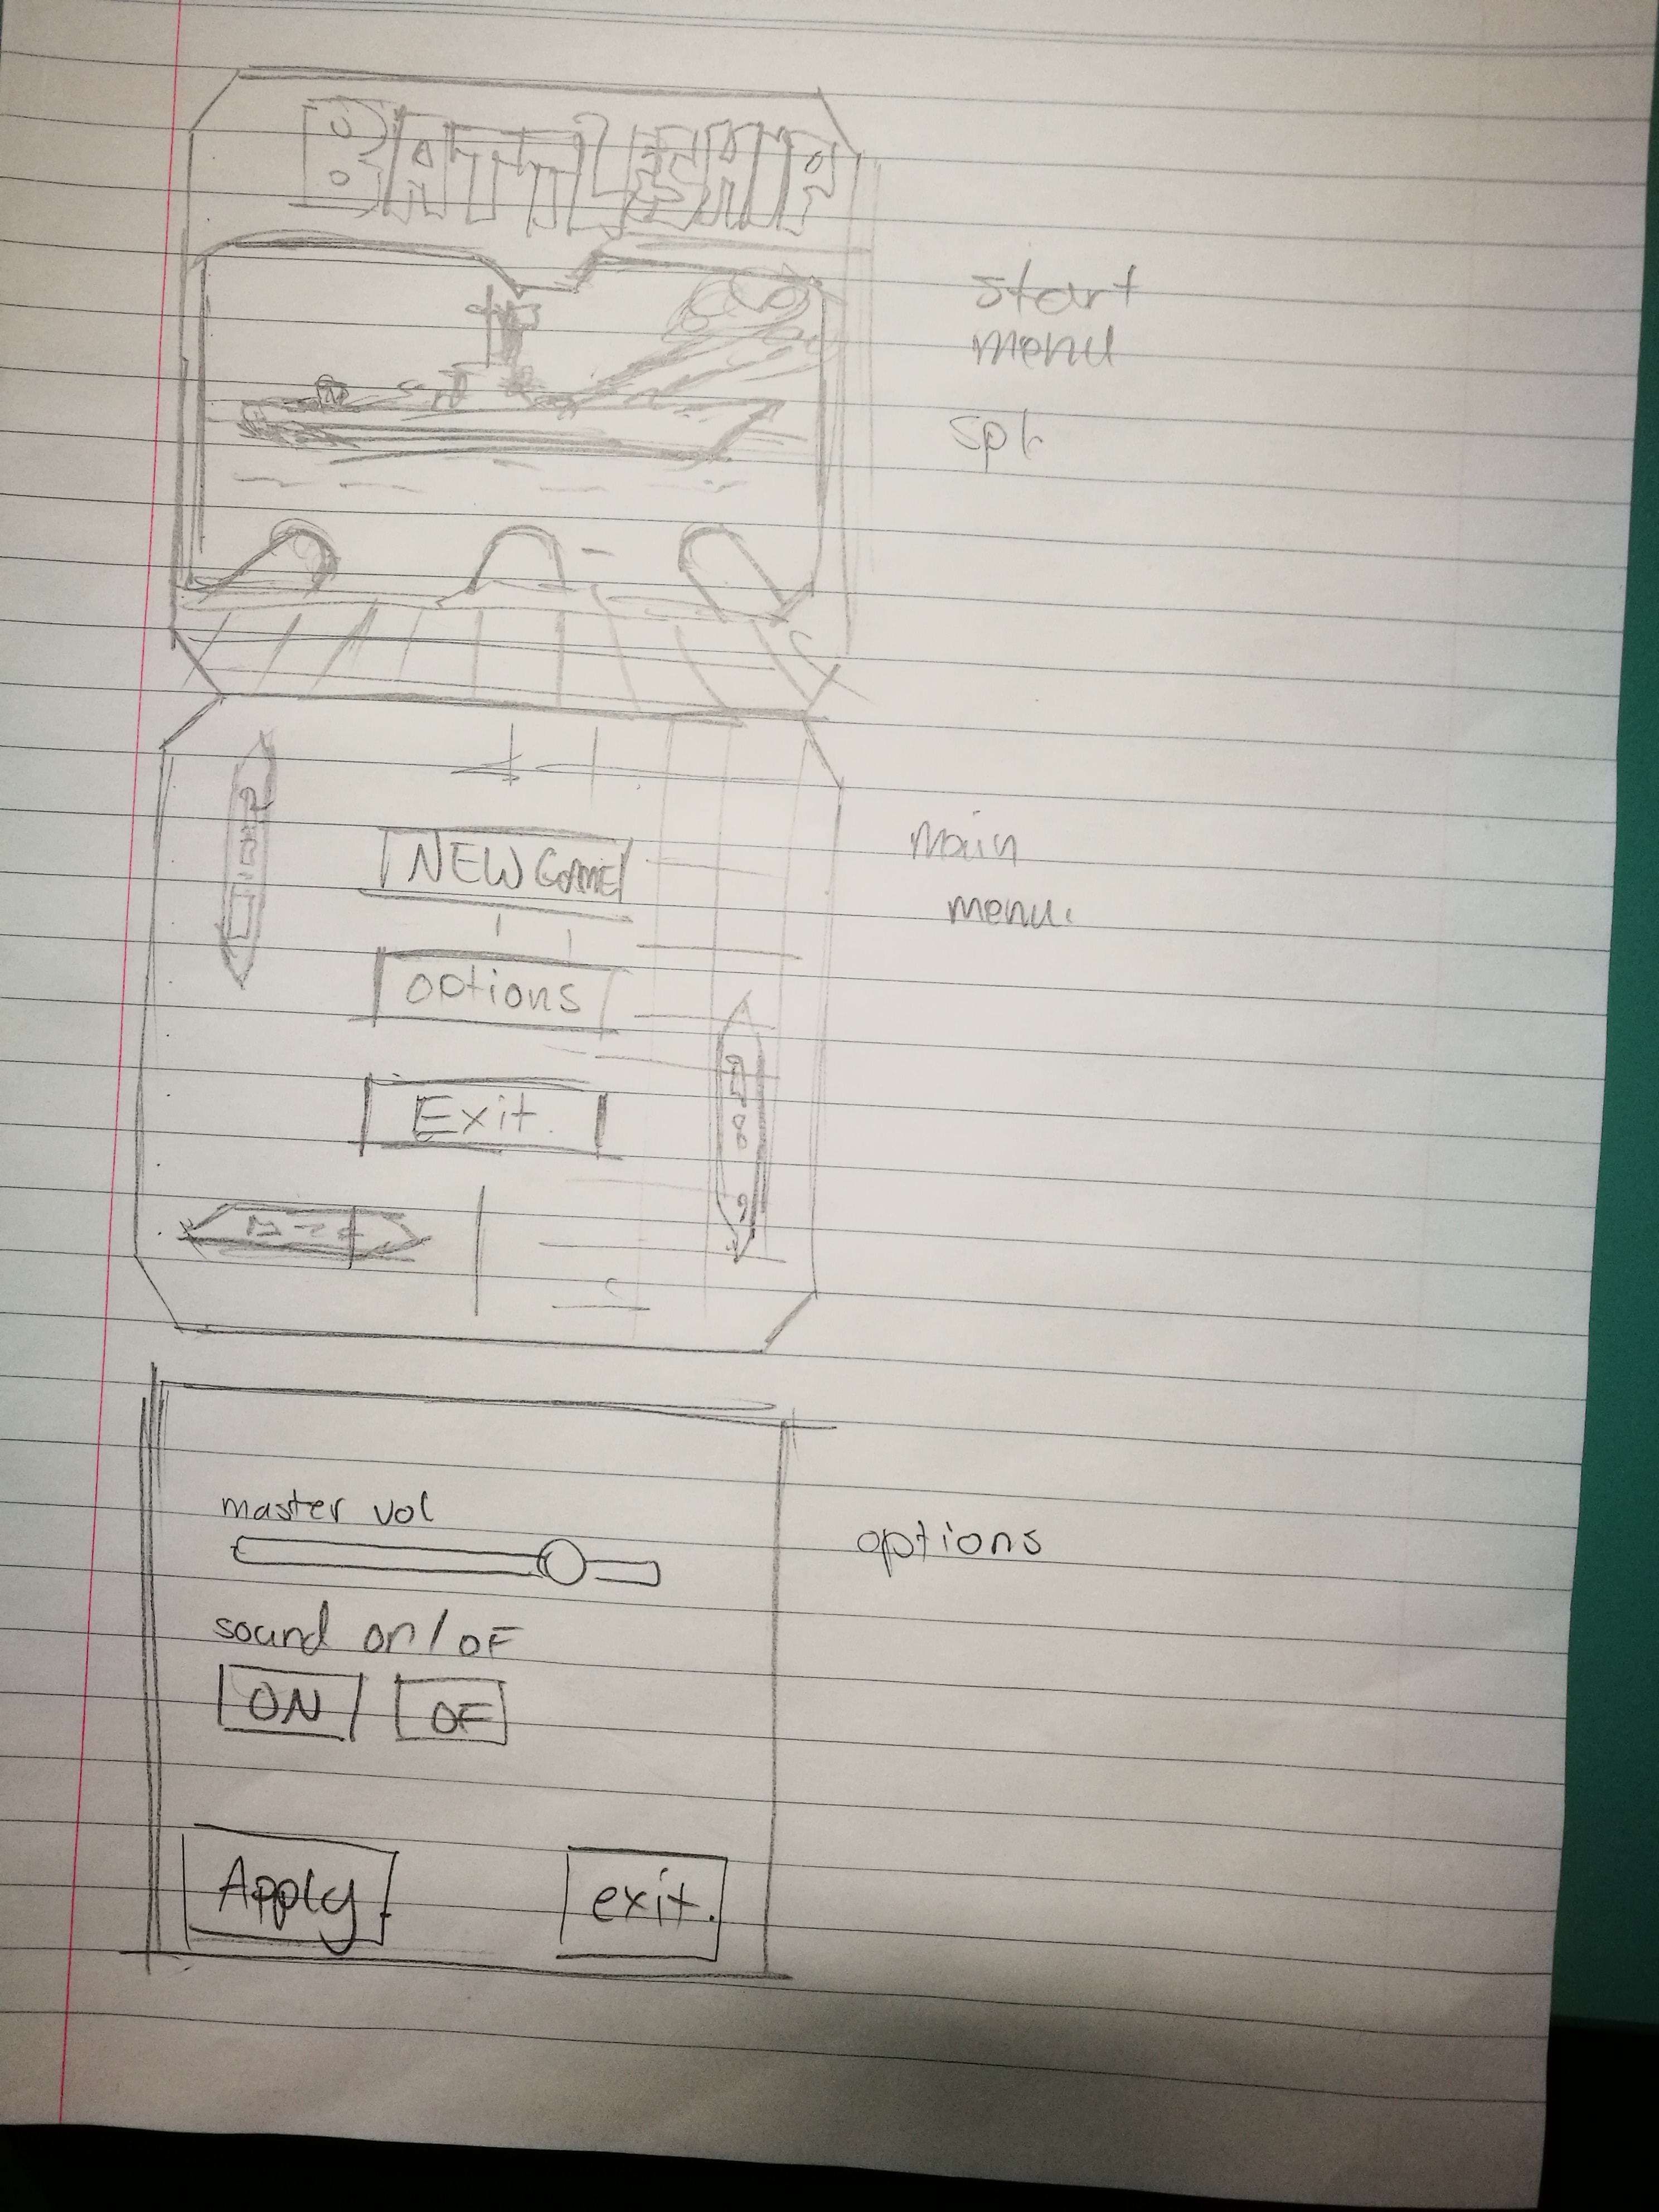 BATTLESHIP
start
menu
NEW GAME
options
Exit.
main
menu.
master vol
sound on/oF
ON
OF
Apply
exit.
options